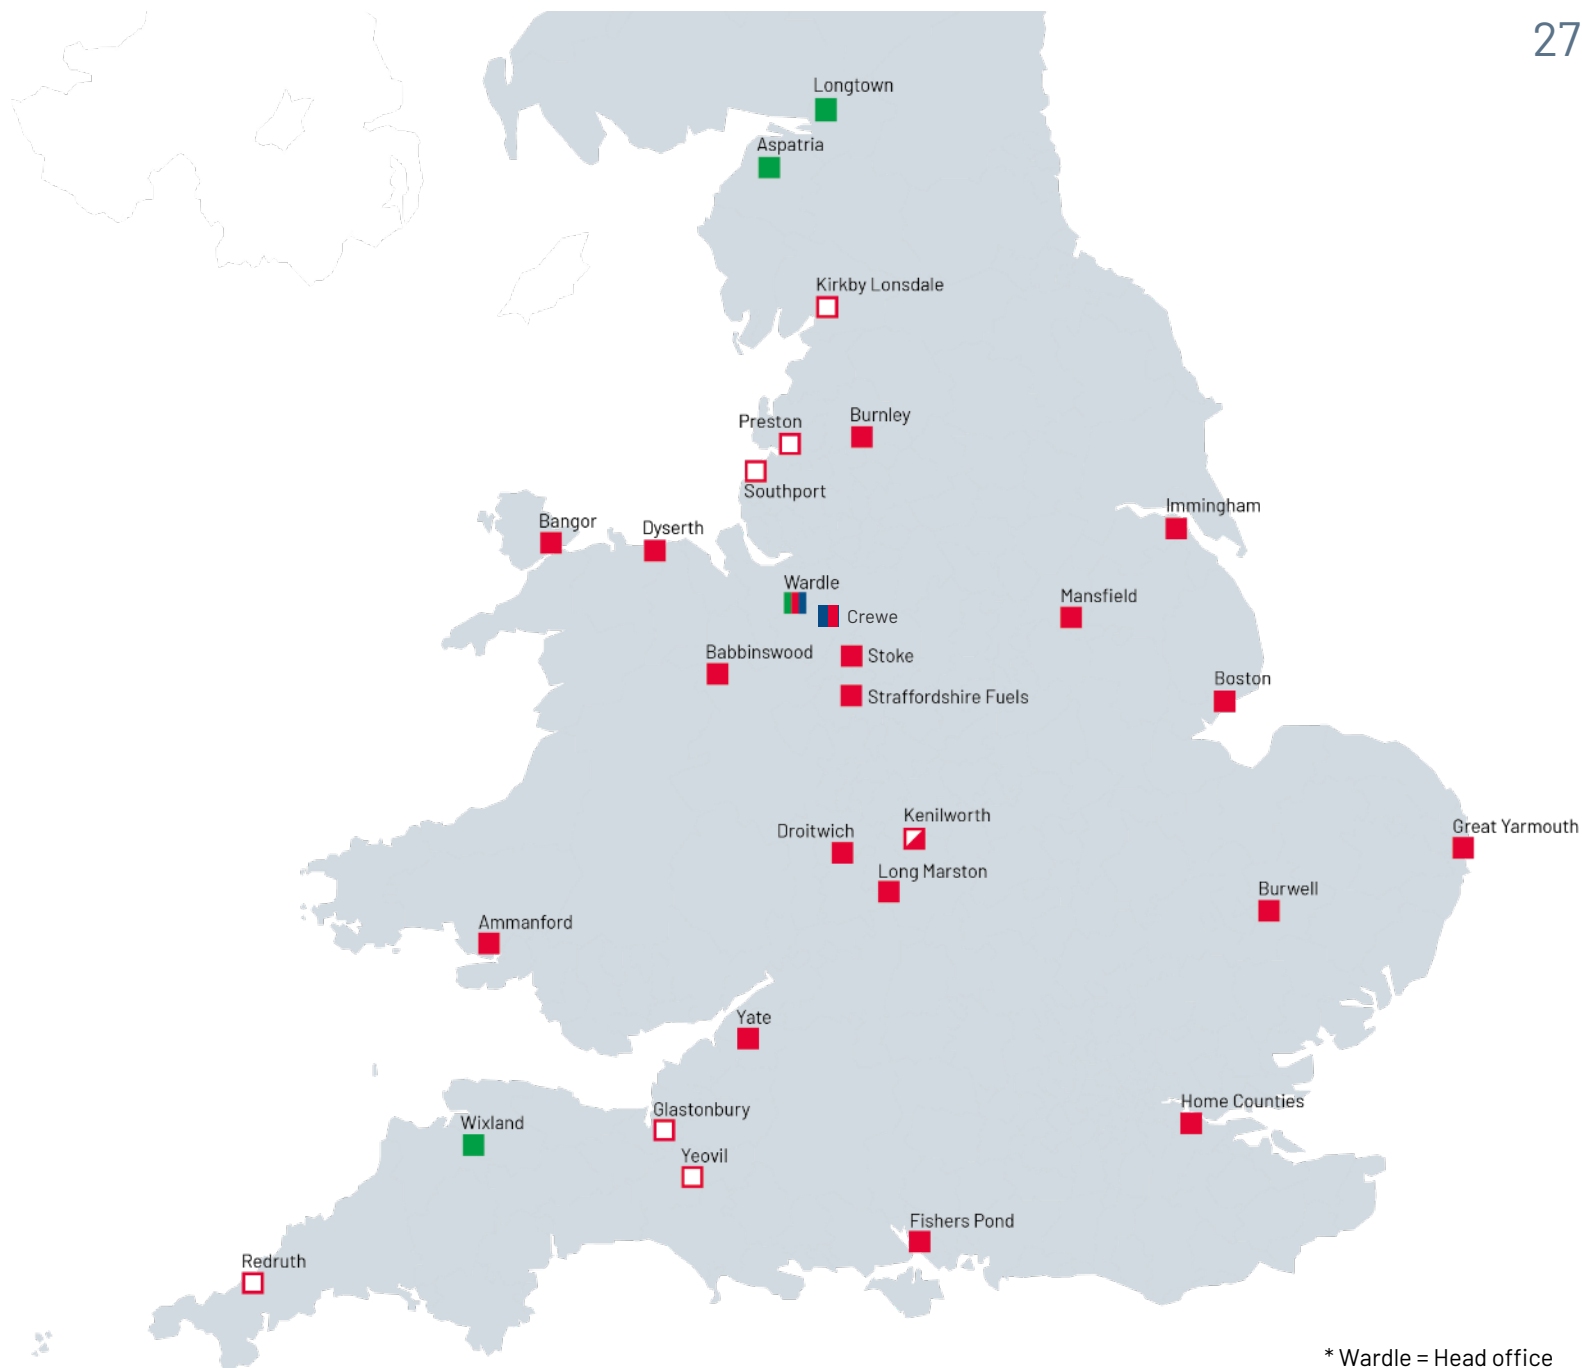 27
Longtown
Aspatria
Kirkby Lonsdale
Preston
Burnley
Southport
Immingham
Bangor
Dyserth
Wardle
Mansfield
Crewe
Babbinswood
Stoke
Boston
Straffordshire Fuels
Kenilworth
Droitwich
Great Yarmouth
Long Marston
Burwell
Ammanford
Yate
Home Counties
Glastonbury
Wixland
Yeovil
Fishers Pond
Redruth
* Wardle = Head office